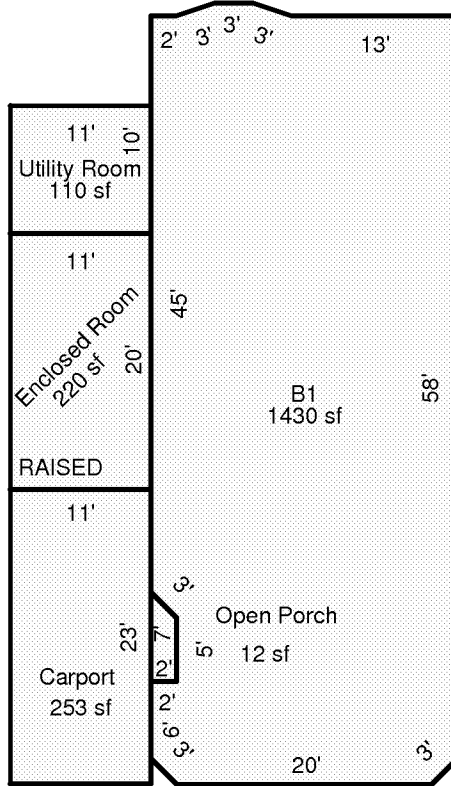 2'
3'
3'
3'
13'
11'
10'
Utility Room
110 sf
11'
45'
Enclosed Room
220 sf
20'
B1
1430 sf
58'
RAISED
11'
3'
Open Porch
12 sf
23'
7'
5'
2'
Carport
253 sf
2'
6'
3'
20'
3'